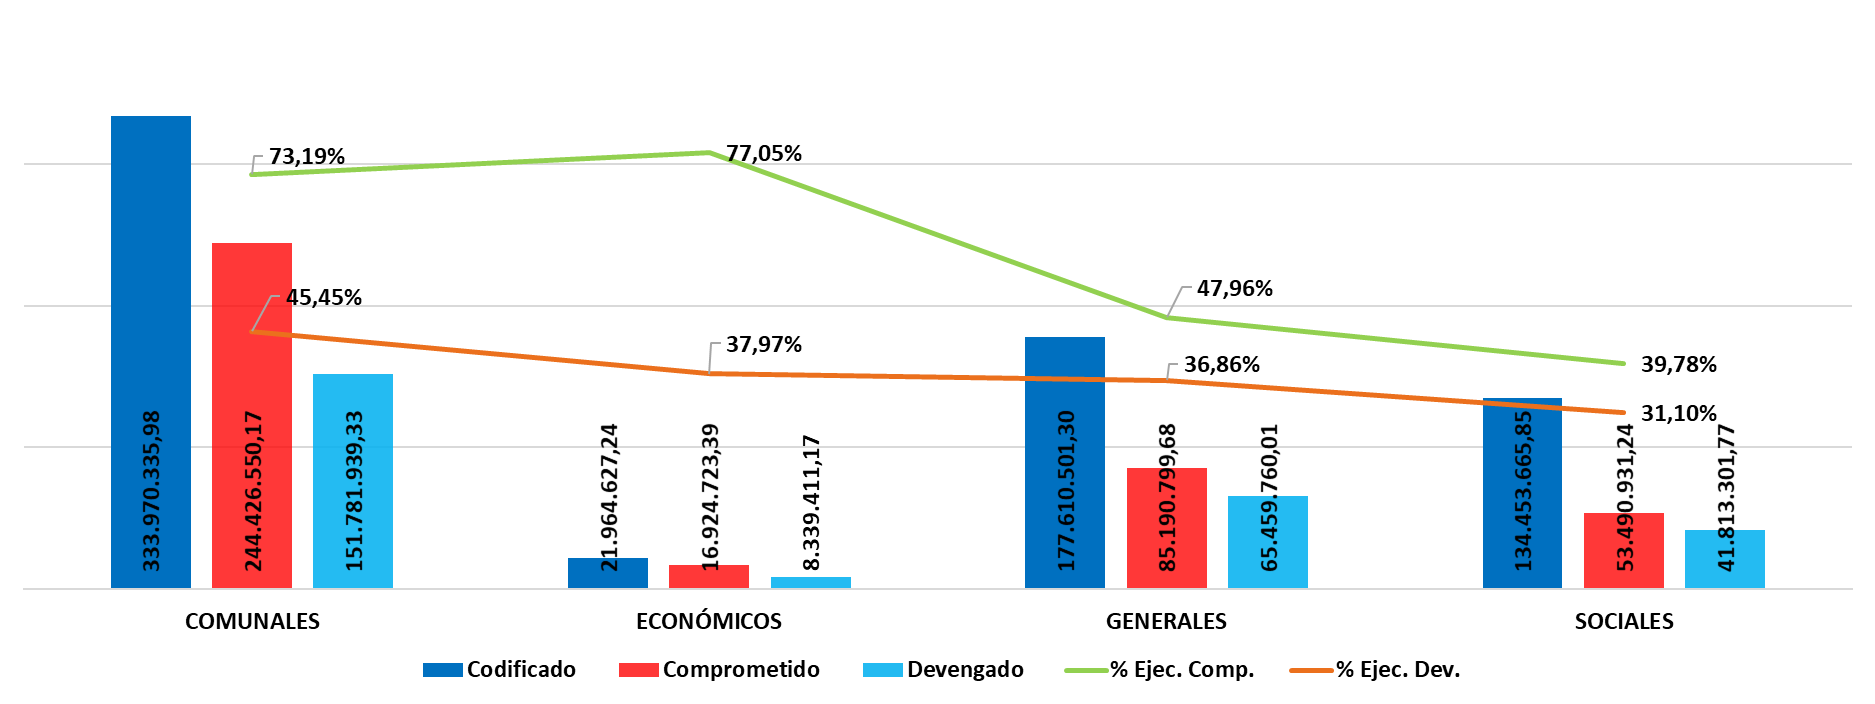 73,19%
77,05%
47,96%
39,78%
45,45%
37,97%
36,86%
31,10%
333.970.335,98
244.426.550,17
151.781.939,33
21.964.627,24
16.924.723,39
8.339.411,17
177.610.501,30
85.190.799,68
65.459.760,01
134.453.665,85
53.490.931,24
41.813.301,77
COMUNALES
ECONÓMICOS
GENERALES
SOCIALES
Codificado
Comprometido
Devengado
% Ejec. Comp.
% Ejec. Dev.